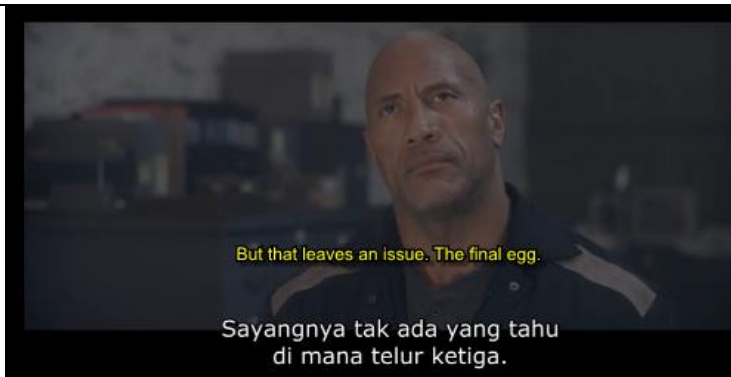 But that leaves an issue. The final egg.
Sayangnya tak ada yang tahu
di mana telur ketiga.